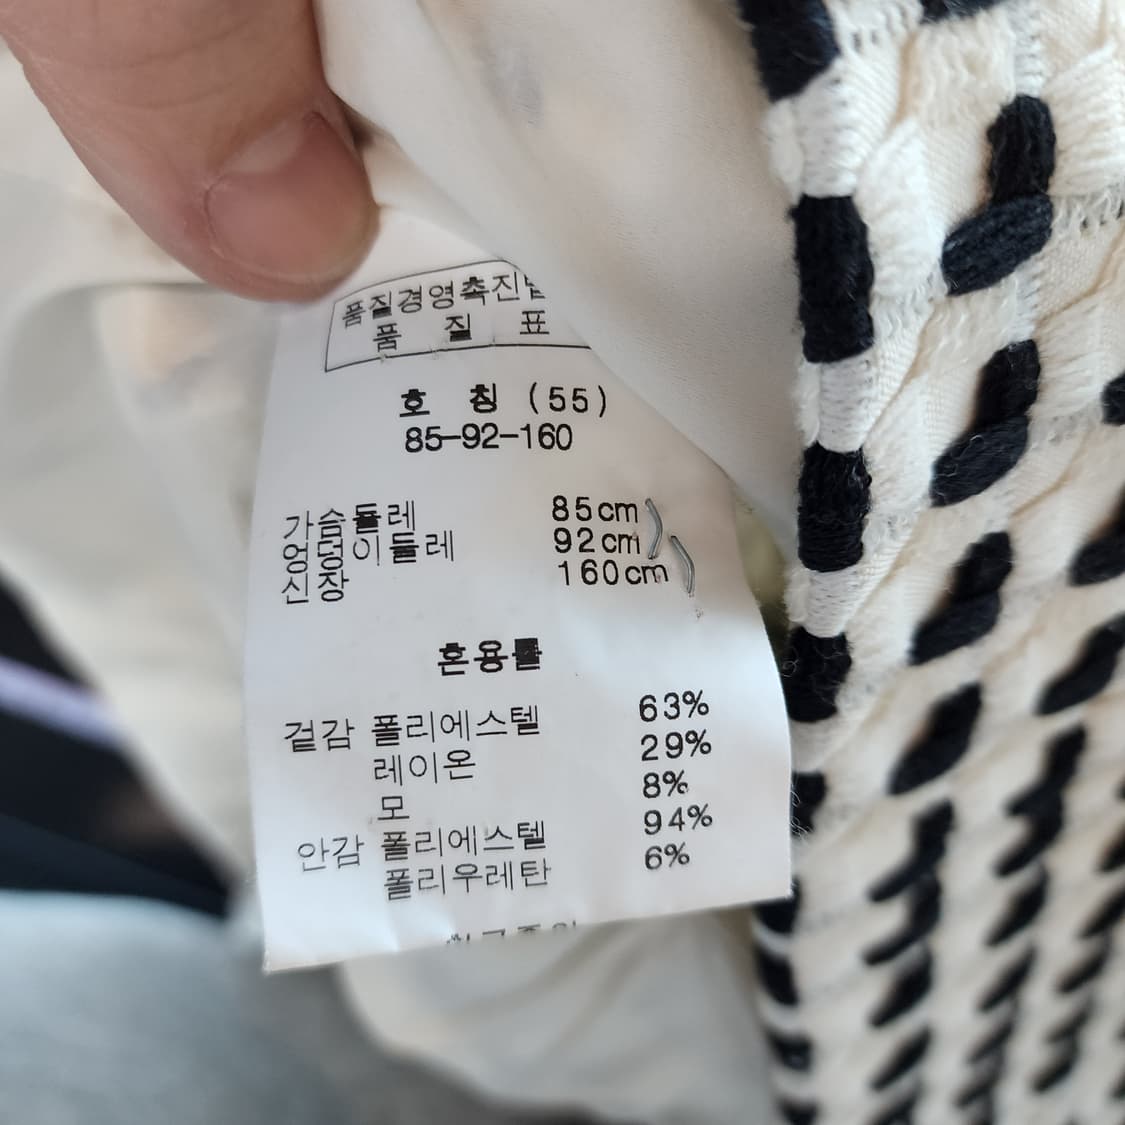 품질경영촉진
품 질 표
호 칭 (55)
85-92-160
가슴둘레 85cm
엉덩이둘레 92cm
신장 160cm
혼용률
겉감 폴리에스텔 63%
레이온 29%
모 8%
안감 폴리에스텔 94%
폴리우레탄 6%